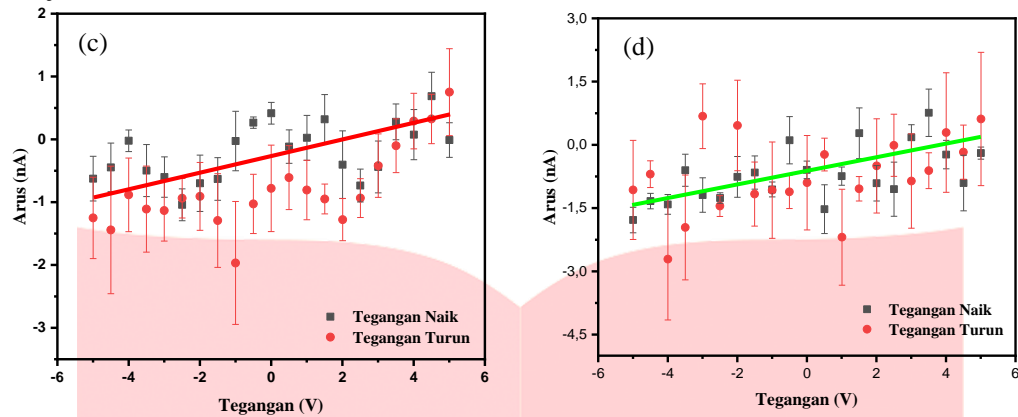 (c)
2
1
0
-1
-2
-3
Arus (nA)
Tegangan Naik
Tegangan Turun
-6
-4
-2
0
2
4
6
Tegangan (V)
(d)
3,0
1,5
0,0
-1,5
-3,0
-4,5
Arus (nA)
Tegangan Naik
Tegangan Turun
-6
-4
-2
0
2
4
6
Tegangan (V)